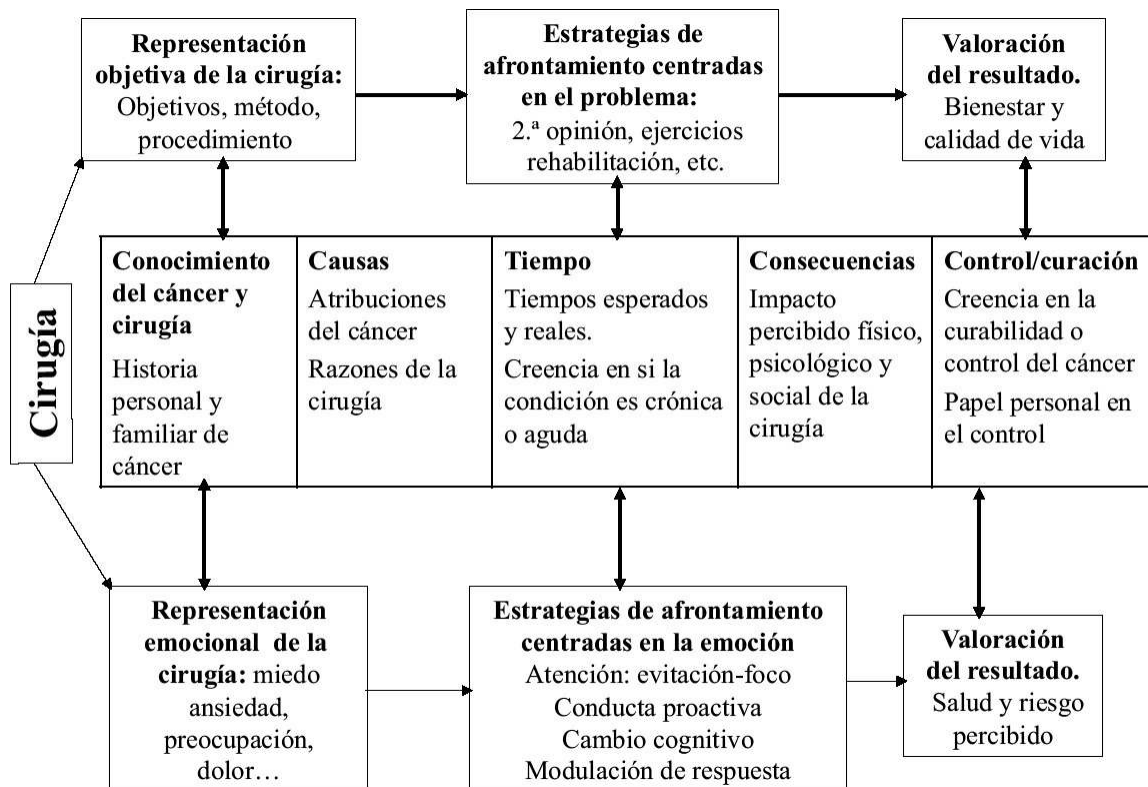 Representación
objetiva de la cirugía:
Objetivos, método,
procedimiento
Estrategias de
afrontamiento centradas
en el problema:
2.ª opinión, ejercicios
rehabilitación, etc.
Valoración
del resultado.
Bienestar y
calidad de vida
Cirugía
Conocimiento
del cáncer y
cirugía
Historia
personal y
familiar de
cáncer
Causas
Atribuciones
del cáncer
Razones de la
cirugía
Tiempo
Tiempos esperados
y reales.
Creencia en si la
condición es crónica
o aguda
Consecuencias
Impacto
percibido físico,
psicológico y
social de la
cirugía
Control/curación
Creencia en la
curabilidad o
control del cáncer
Papel personal en
el control
Representación
emocional de la
cirugía: miedo
ansiedad,
preocupación,
dolor…
Estrategias de afrontamiento
centradas en la emoción
Atención: evitación-foco
Conducta proactiva
Cambio cognitivo
Modulación de respuesta
Valoración
del resultado.
Salud y riesgo
percibido